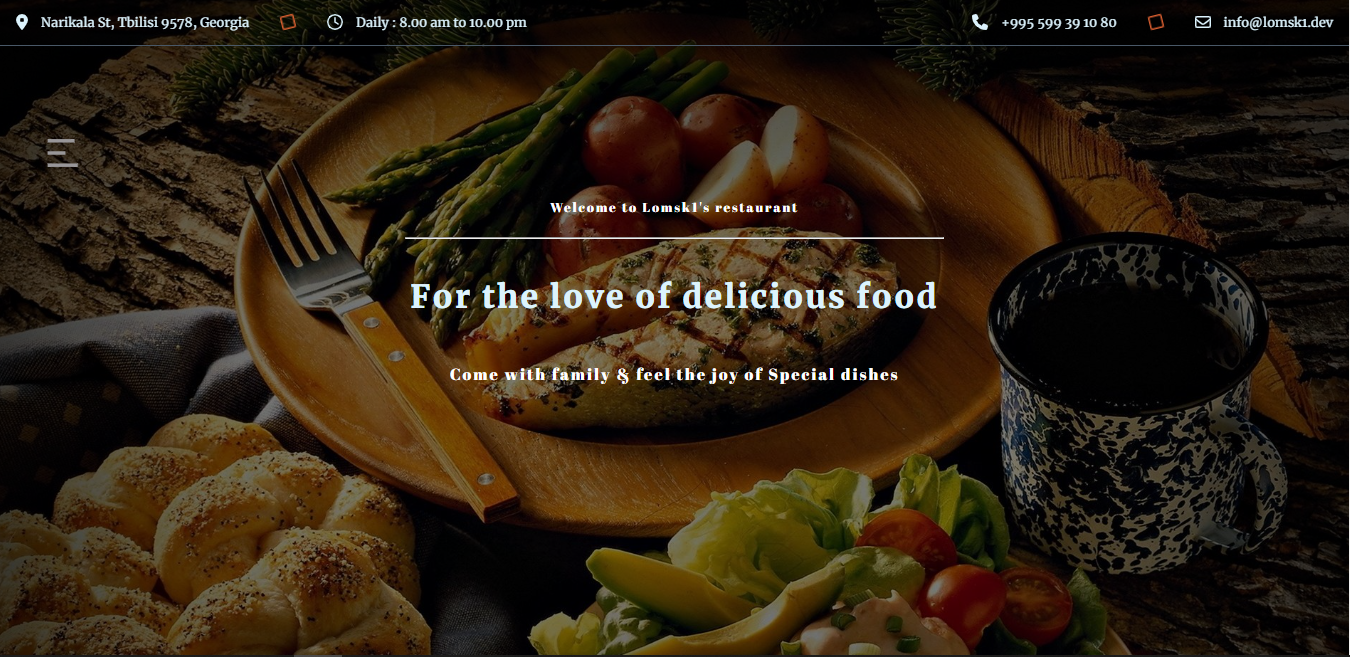 Narikala St, Tbilisi 9578, Georgia
Daily : 8.00 am to 10.00 pm
+995 599 39 10 80
info@lomsk1.dev
Welcome to Lomsk1's restaurant
For the love of delicious food
Come with family & feel the joy of Special dishes